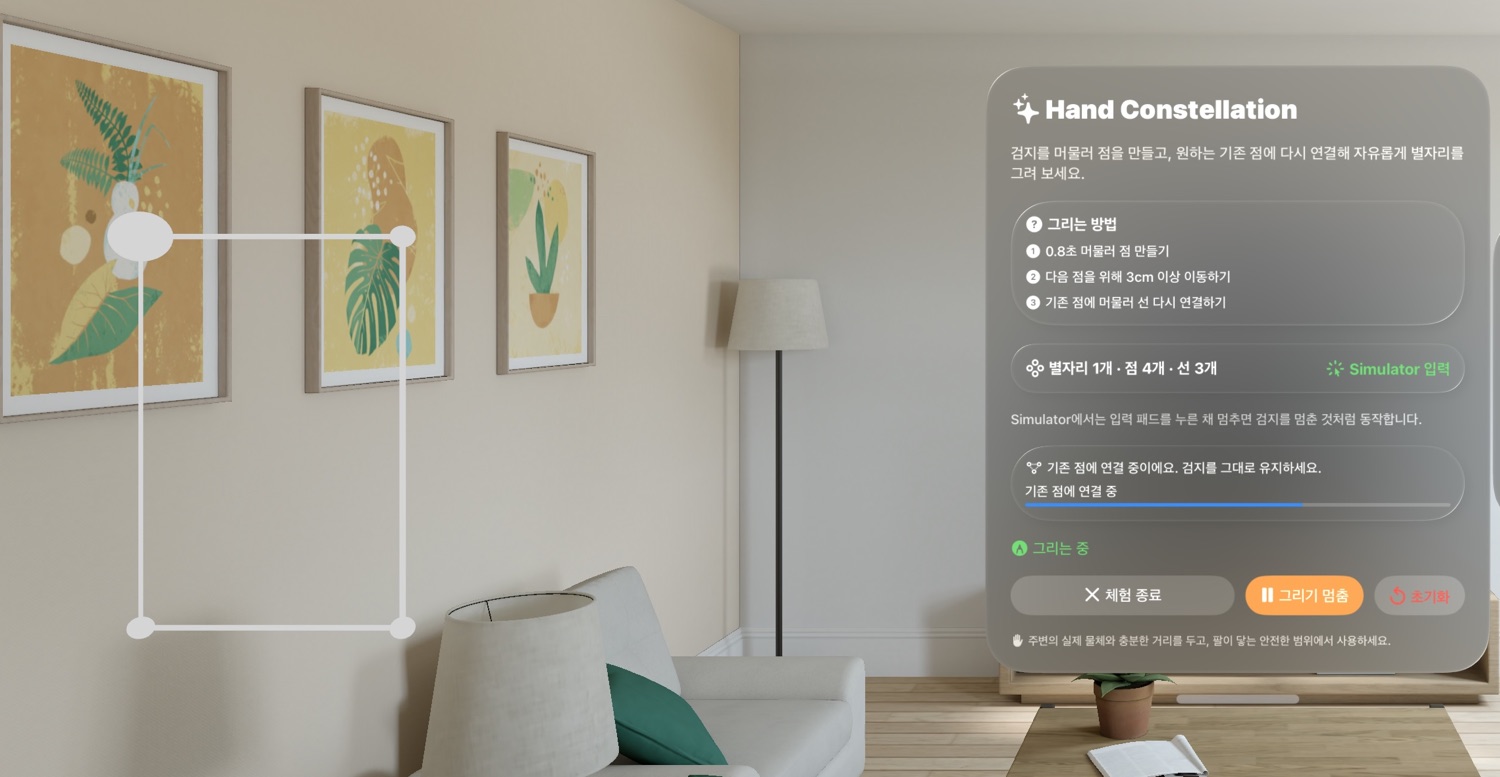 Hand Constellation
검지를 머물러 점을 만들고, 원하는 기존 점에 다시 연결해 자유롭게 별자리를
그려 보세요.
? 그리는 방법
1 0.8초 머물러 점 만들기
2 다음 점을 위해 3cm 이상 이동하기
3 기존 점에 머물러 선 다시 연결하기
별자리 1개 · 점 4개 · 선 3개 Simulator 입력
Simulator에서는 입력 패드를 누른 채 멈추면 검지를 멈춘 것처럼 동작합니다.
기존 점에 연결 중이에요. 검지를 그대로 유지하세요.
기존 점에 연결 중
그리는 중
체험 종료 그리기 멈춤 초기화
주변의 실제 물체와 충분한 거리를 두고, 팔이 닿는 안전한 범위에서 사용하세요.